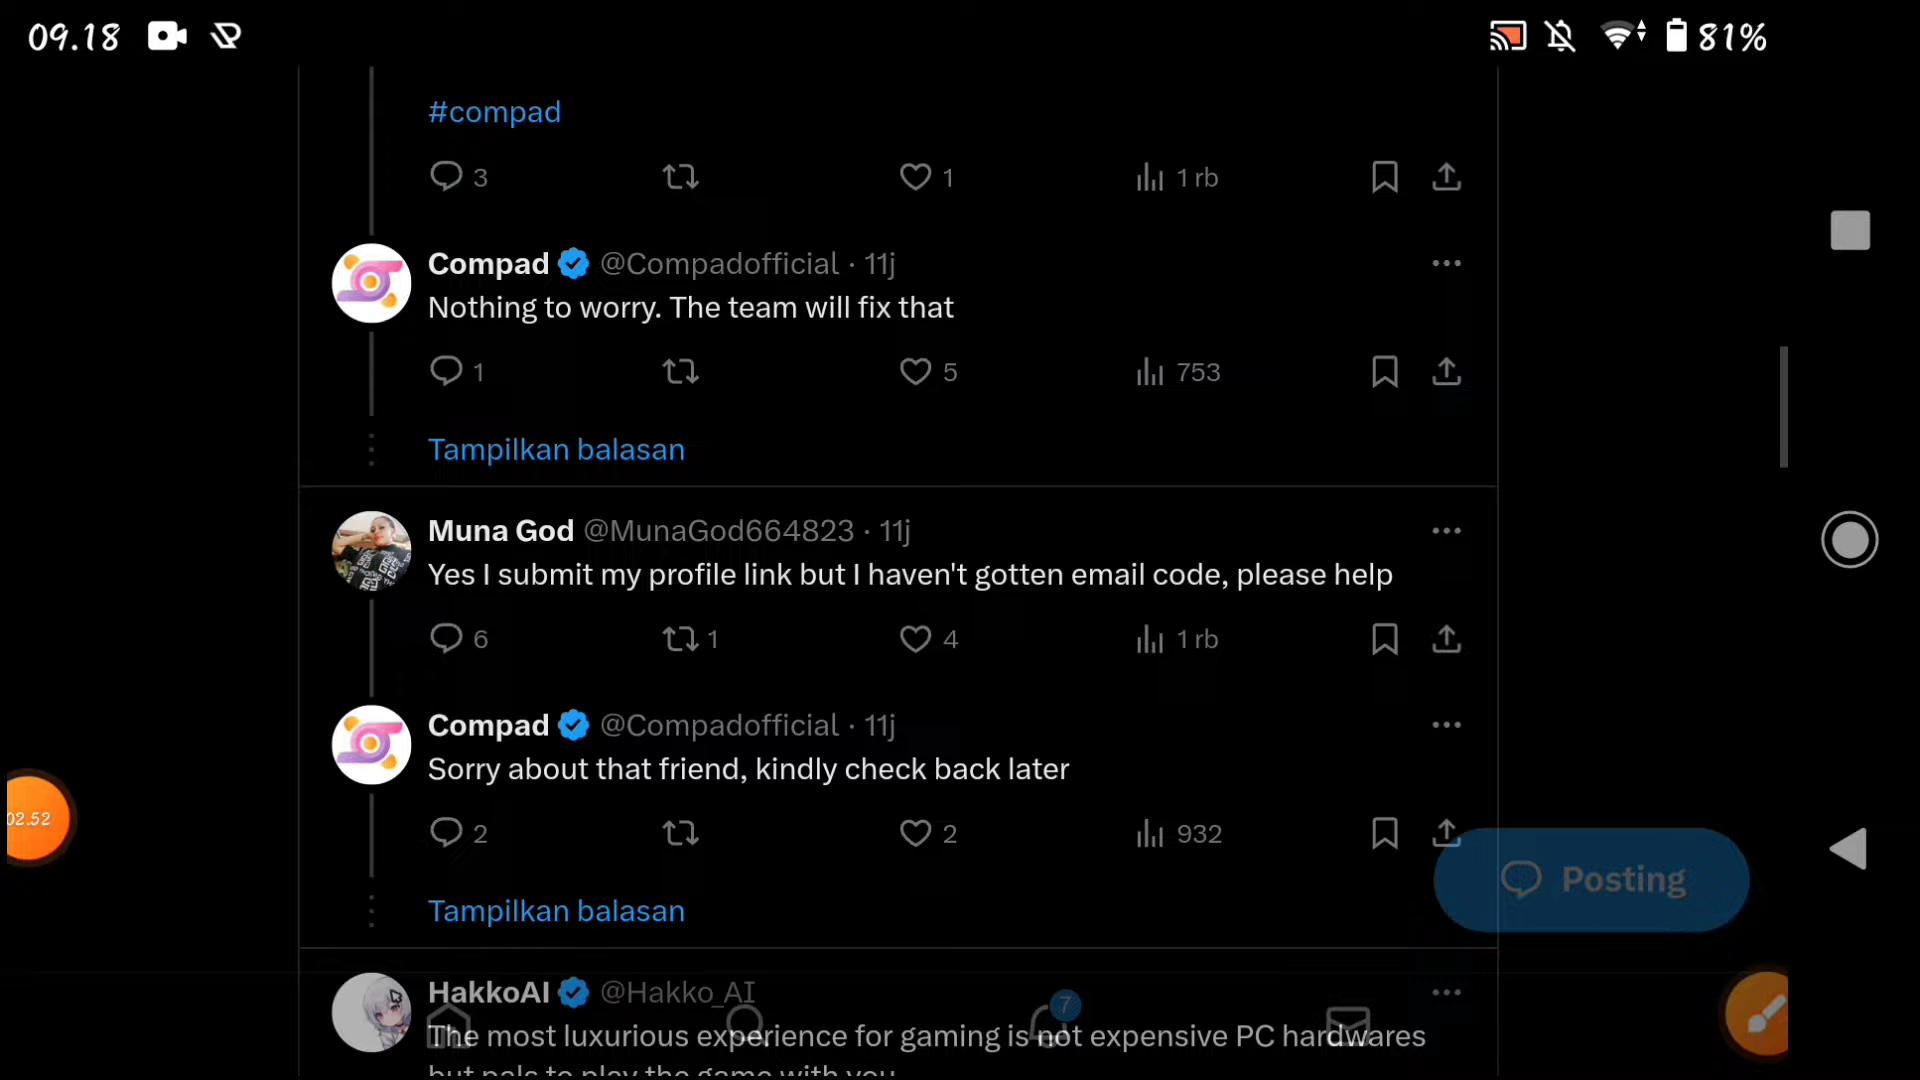 09.18
81%
#compad
3 1 1 rb
Compad @Compadofficial · 11j
Nothing to worry. The team will fix that
1 5 753
Tampilkan balasan
Muna God @MunaGod664823 · 11j
Yes I submit my profile link but I haven't gotten email code, please help
6 1 4 1 rb
Compad @Compadofficial · 11j
Sorry about that friend, kindly check back later
02.52
2 2 932
Posting
Tampilkan balasan
HakkoAI @Hakko_AI
7
The most luxurious experience for gaming is not expensive PC hardwares
but pals to play the game with you